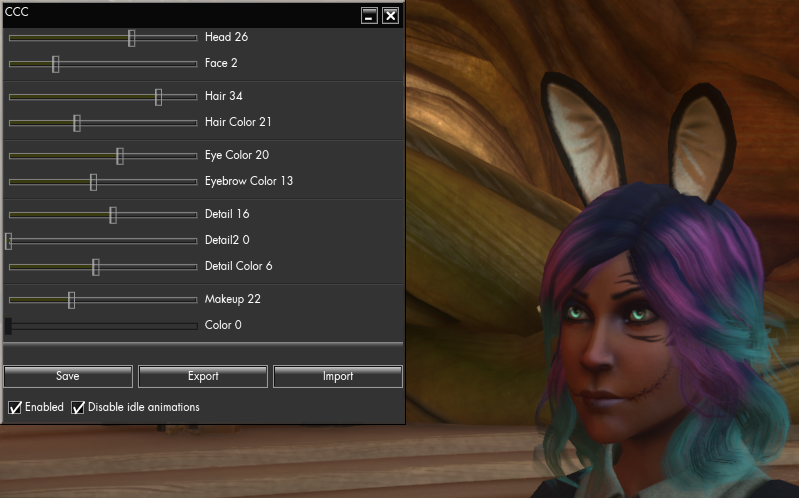 CCC
Head 26
Face 2
Hair 34
Hair Color 21
Eye Color 20
Eyebrow Color 13
Detail 16
Detail2 0
Detail Color 6
Makeup 22
Color 0
Save Export Import
Enabled Disable idle animations